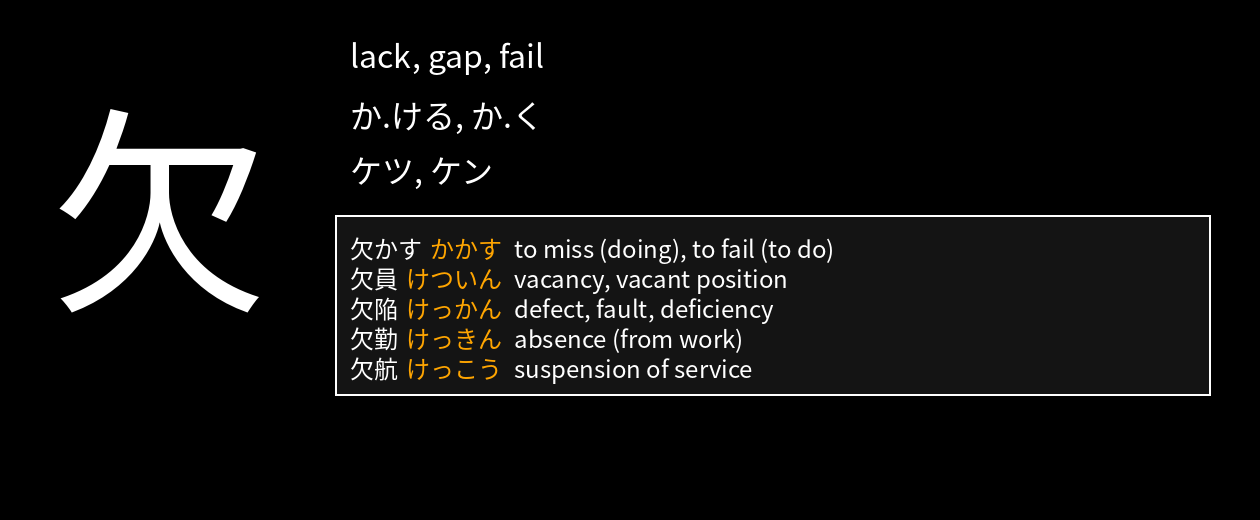 欠
lack, gap, fail
か.ける, か.く
ケツ, ケン
欠かす かかす to miss (doing), to fail (to do)
欠員 けついん vacancy, vacant position
欠陥 けっかん defect, fault, deficiency
欠勤 けっきん absence (from work)
欠航 けっこう suspension of service